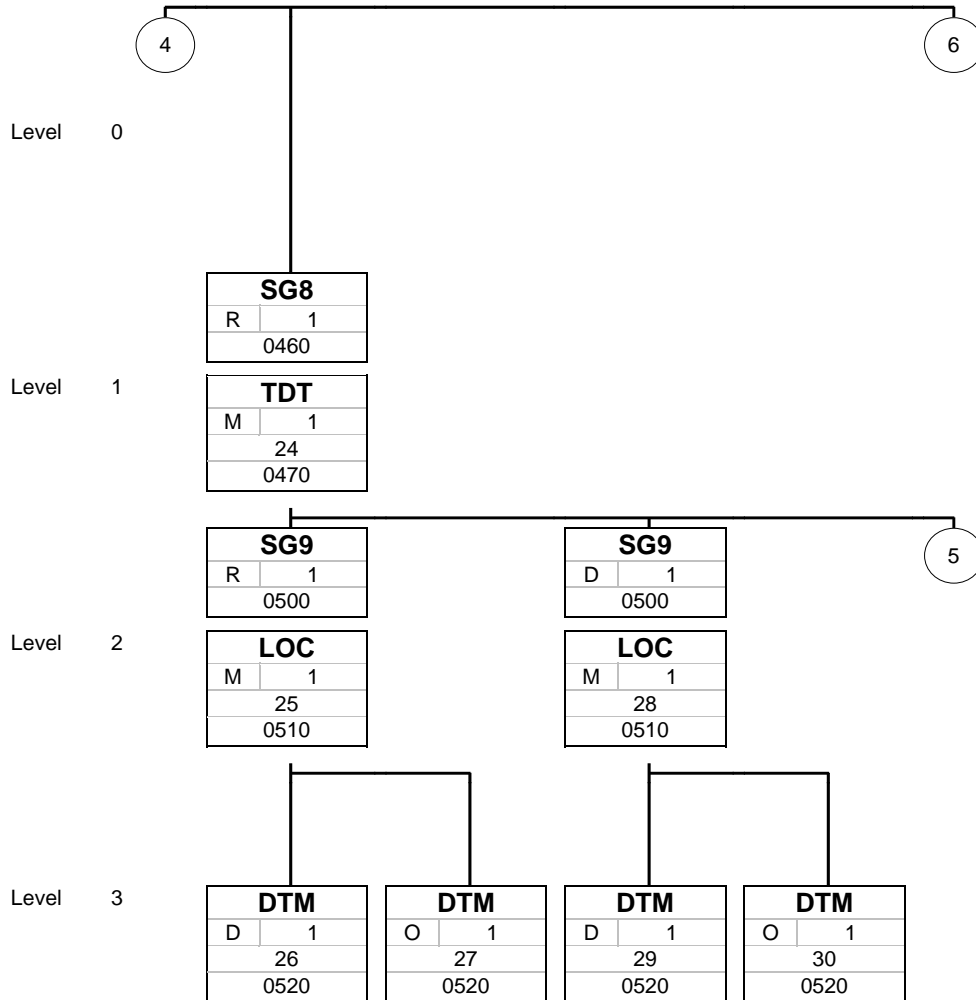 4 6
Level 0
SG8
R 1
0460
Level 1
TDT
M 1
24
0470
SG9 SG9
R 1 D 1
0500 0500
5
Level 2
LOC LOC
M 1 M 1
25 28
0510 0510
Level 3
DTM DTM DTM DTM
D 1 O 1 D 1 O 1
26 27 29 30
0520 0520 0520 0520